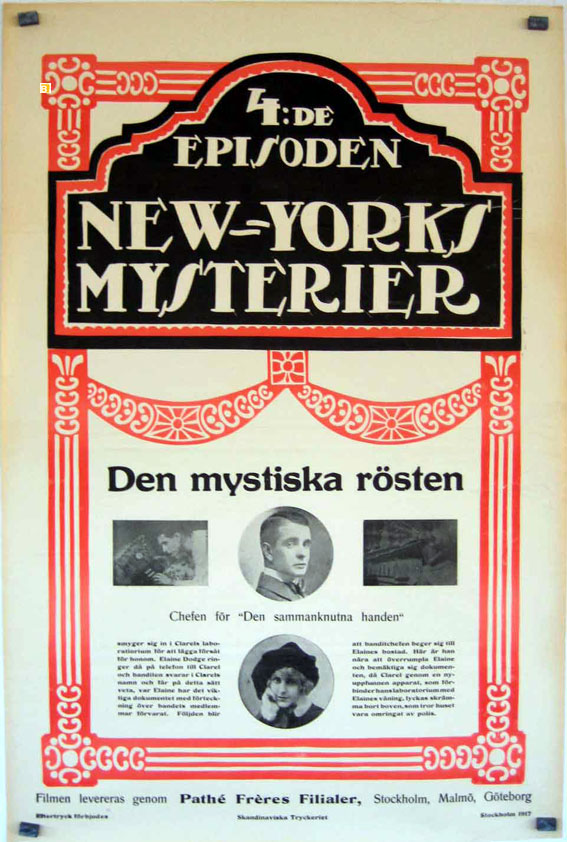 4:DE
EPISODEN
NEW-YORKS
MYSTERIER
Den mystiska rösten
Chefen för "Den sammanknutna handen"
smyger sig in i Clarels labo-
ratiorium för att lägga försåt
för honom. Elaine Dodge rin-
ger då på telefon till Clarel
och banditen svarar i Clarels
namn och får på detta sätt
veta, var Elaine har det vik-
tiga dokumentet med förteck-
ning över bandets medlem-
mar förvarat. Följden blir
att banditchefen beger sig till
Elaines bostad. Här är han
nära att överrumpla Elaine
och bemäktiga sig dokumen-
ten, då Clarel genom en ny-
uppfunnen apparat, som för-
binder hans laboratorium med
Elaines våning, lyckas skräm-
ma bort boven, som tror huset
vara omringat av polis.
Filmen levereras genom Pathé Frères Filialer, Stockholm, Malmö, Göteborg
Eftertryck förbjudes Skandinaviska Tryckeriet Stockholm 1917